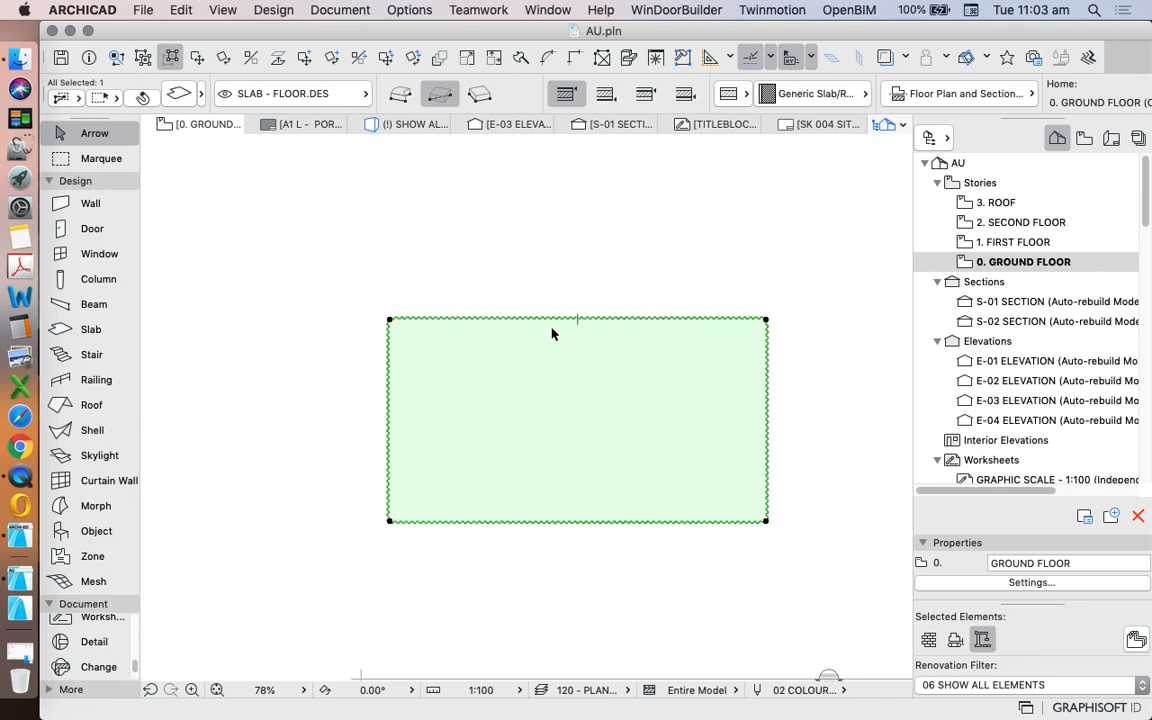 ARCHICAD File Edit View Design Document Options Teamwork Window Help WinDoorBuilder Twinmotion OpenBIM 100% Tue 11:03 am
AU.pln
All Selected: 1
SLAB - FLOOR.DES
Generic Slab/R...
Floor Plan and Section...
Home:
0. GROUND FLOOR (C
Arrow
[0. GROUND...
[A1 L - POR...
(!) SHOW AL...
[E-03 ELEVA...
[S-01 SECTI...
[TITLEBLOC...
[SK 004 SIT...
Marquee
Design
Wall
Door
Window
Column
Beam
Slab
Stair
Railing
Roof
Shell
Skylight
Curtain Wall
Morph
Object
Zone
Mesh
Document
Worksh...
Detail
Change
More
AU
Stories
3. ROOF
2. SECOND FLOOR
1. FIRST FLOOR
0. GROUND FLOOR
Sections
S-01 SECTION (Auto-rebuild Mode
S-02 SECTION (Auto-rebuild Mode
Elevations
E-01 ELEVATION (Auto-rebuild Mo
E-02 ELEVATION (Auto-rebuild Mo
E-03 ELEVATION (Auto-rebuild Mo
E-04 ELEVATION (Auto-rebuild Mo
Interior Elevations
Worksheets
GRAPHIC SCALE - 1:100 (Independ
Properties
0. GROUND FLOOR
Settings...
Selected Elements:
Renovation Filter:
06 SHOW ALL ELEMENTS
78% 0.00° 1:100 120 - PLAN... Entire Model 02 COLOUR...
GRAPHISOFT ID